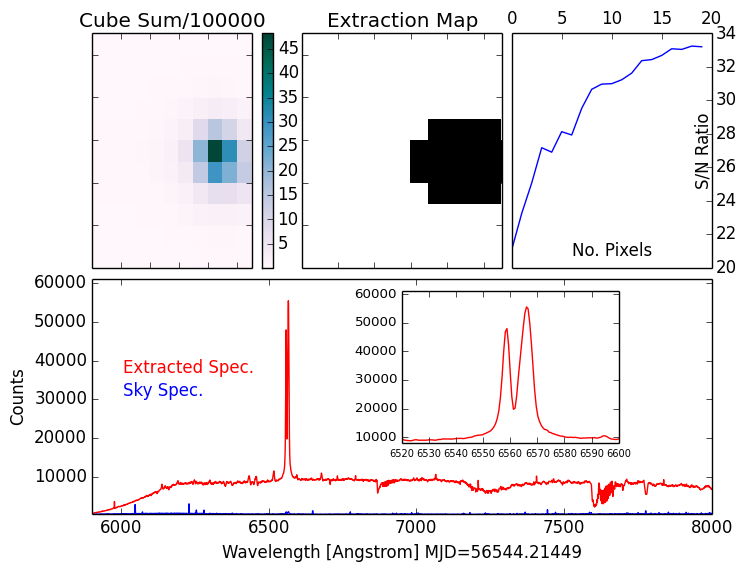 Cube Sum/100000
Extraction Map
0 5 10 15 20
45
40
35
30
25
20
15
10
5
34
32
30
28
26
24
22
20
S/N Ratio
No. Pixels
60000
50000
40000
30000
20000
10000
Counts
Extracted Spec.
Sky Spec.
60000
50000
40000
30000
20000
10000
6520 6530 6540 6550 6560 6570 6580 6590 6600
6000 6500 7000 7500 8000
Wavelength [Angstrom] MJD=56544.21449